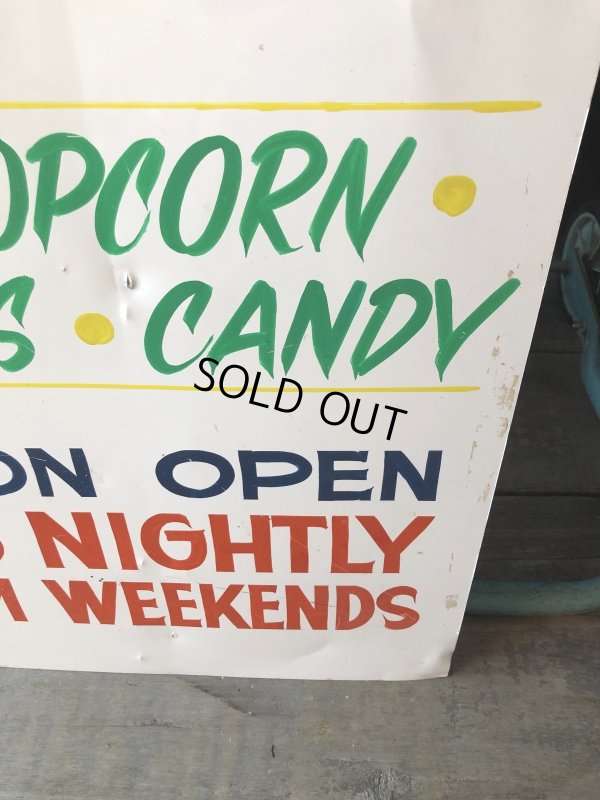 OPCORN •
S • CANDY
SOLD OUT
ON OPEN
S NIGHTLY
M WEEKENDS